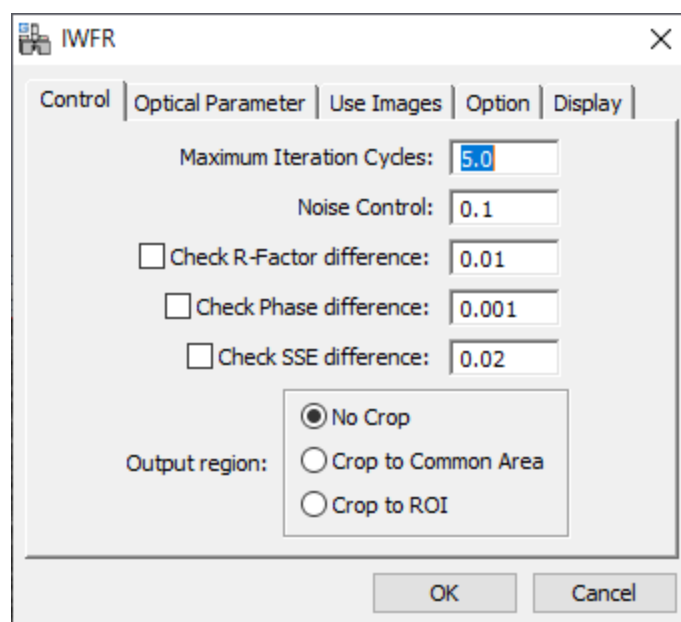 IWFR
Control Optical Parameter Use Images Option Display
Maximum Iteration Cycles: 5.0
Noise Control: 0.1
Check R-Factor difference: 0.01
Check Phase difference: 0.001
Check SSE difference: 0.02
No Crop
Output region: Crop to Common Area
Crop to ROI
OK Cancel